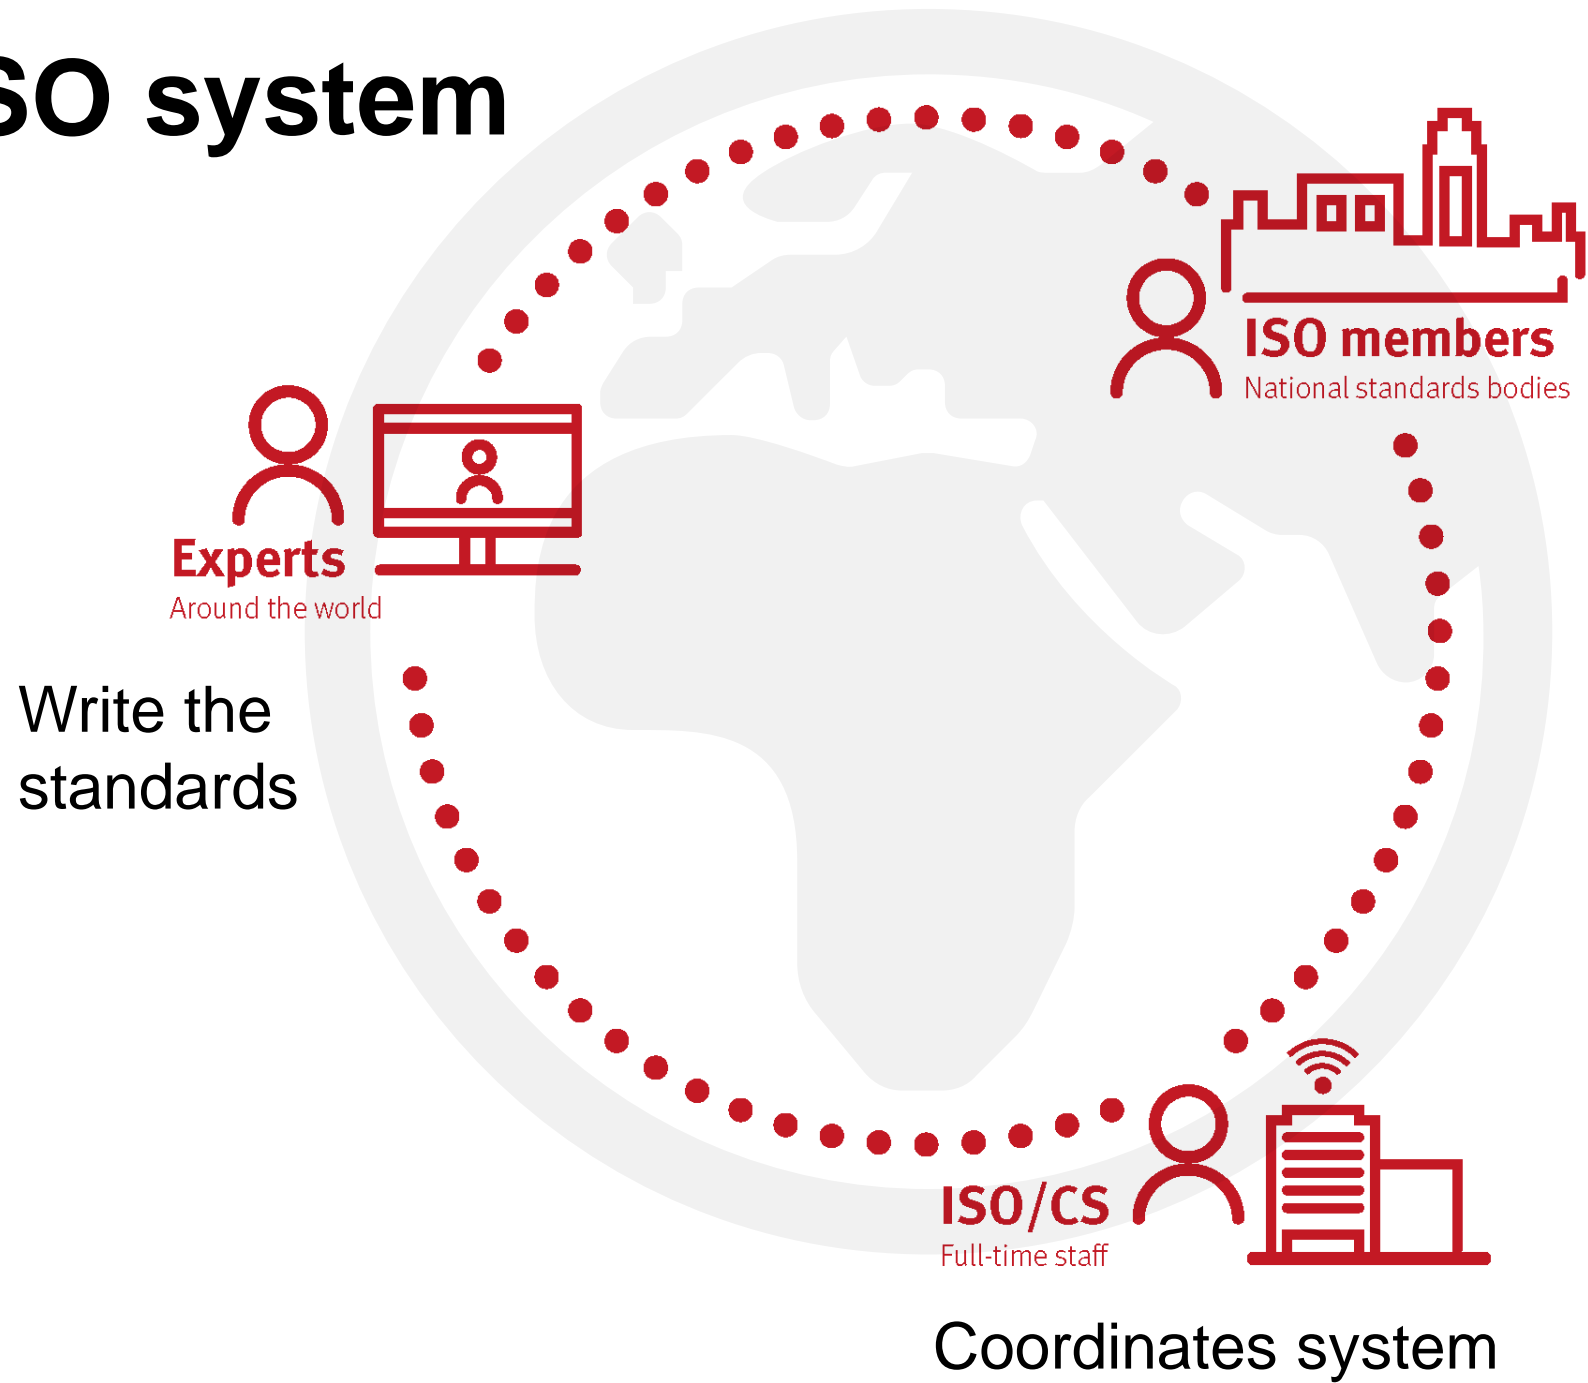 SO system
ISO members
National standards bodies
Experts
Around the world
Write the
standards
ISO/CS
Full-time staff
Coordinates system